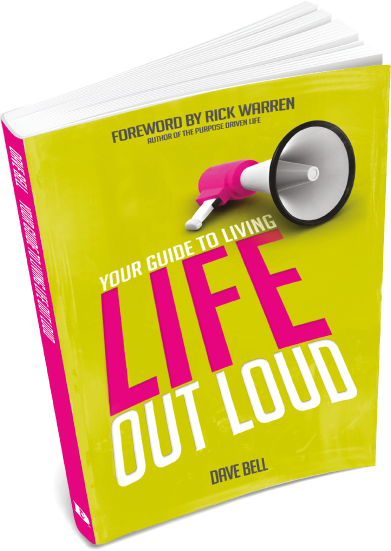 FOREWORD BY RICK WARREN
AUTHOR OF THE PURPOSE DRIVEN LIFE
YOUR GUIDE TO LIVING
LIFE
OUT LOUD
DAVE BELL
DAVE BELL YOUR GUIDE TO LIVING LIFE OUT LOUD